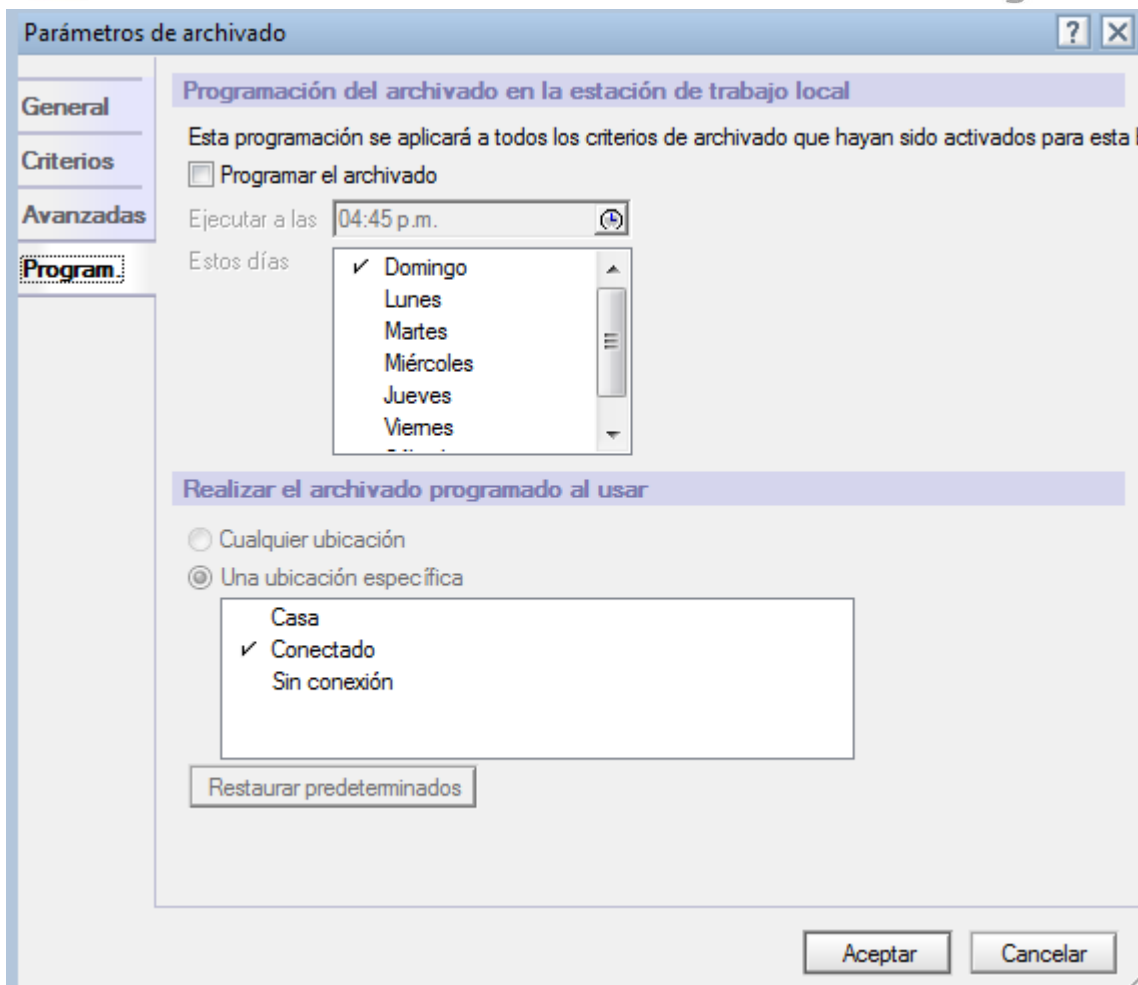 Parámetros de archivado
General
Criterios
Avanzadas
Program.
Programación del archivado en la estación de trabajo local
Esta programación se aplicará a todos los criterios de archivado que hayan sido activados para esta
Programar el archivado
Ejecutar a las 04:45 p.m.
Estos días
Domingo
Lunes
Martes
Miércoles
Jueves
Viernes
Realizar el archivado programado al usar
Cualquier ubicación
Una ubicación específica
Casa
Conectado
Sin conexión
Restaurar predeterminados
Aceptar
Cancelar